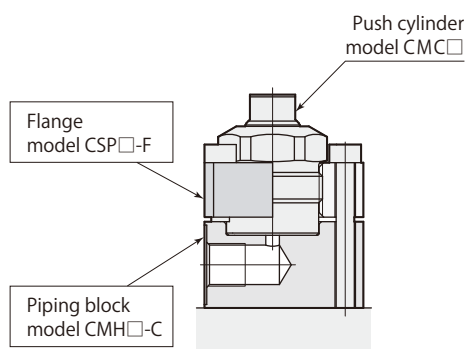 Push cylinder
model CMC□
Flange
model CSP□-F
Piping block
model CMH□-C